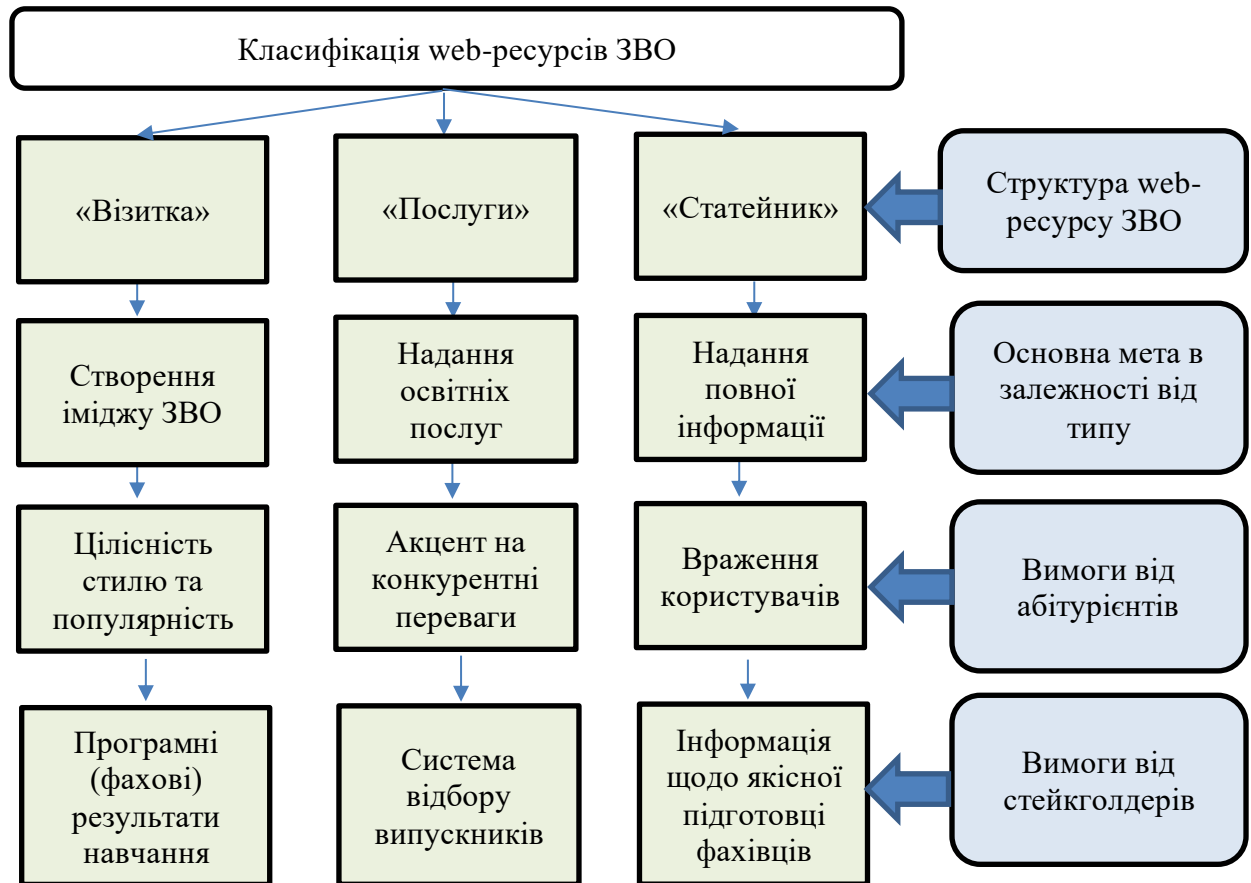 Класифікація web-ресурсів ЗВО
«Візитка»
«Послуги»
«Статейник»
Структура web-
ресурсу ЗВО
Створення
іміджу ЗВО
Надання
освітніх
послуг
Надання
повної
інформації
Основна мета в
залежності від
типу
Цілісність
стилю та
популярність
Акцент на
конкурентні
переваги
Враження
користувачів
Вимоги від
абітурієнтів
Програмні
(фахові)
результати
навчання
Система
відбору
випускників
Інформація
щодо якісної
підготовці
фахівців
Вимоги від
стейкголдерів